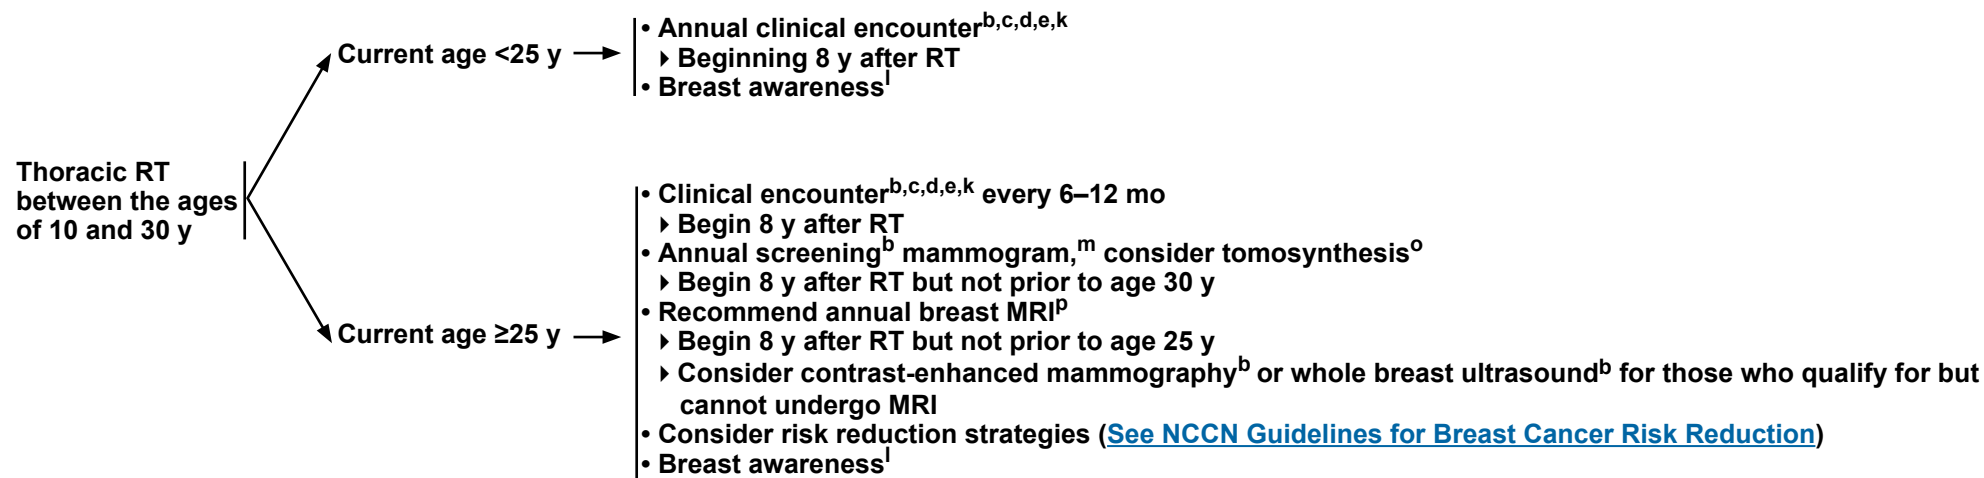 Thoracic RT
between the ages
of 10 and 30 y
Current age <25 y
• Annual clinical encounterb,c,d,e,k
▸ Beginning 8 y after RT
• Breast awarenessl
Current age ≥25 y
• Clinical encounterb,c,d,e,k every 6–12 mo
▸ Begin 8 y after RT
• Annual screeningb mammogram,m consider tomosynthesiso
▸ Begin 8 y after RT but not prior to age 30 y
• Recommend annual breast MRIp
▸ Begin 8 y after RT but not prior to age 25 y
▸ Consider contrast-enhanced mammographyb or whole breast ultrasoundb for those who qualify for but
cannot undergo MRI
• Consider risk reduction strategies (See NCCN Guidelines for Breast Cancer Risk Reduction)
• Breast awarenessl